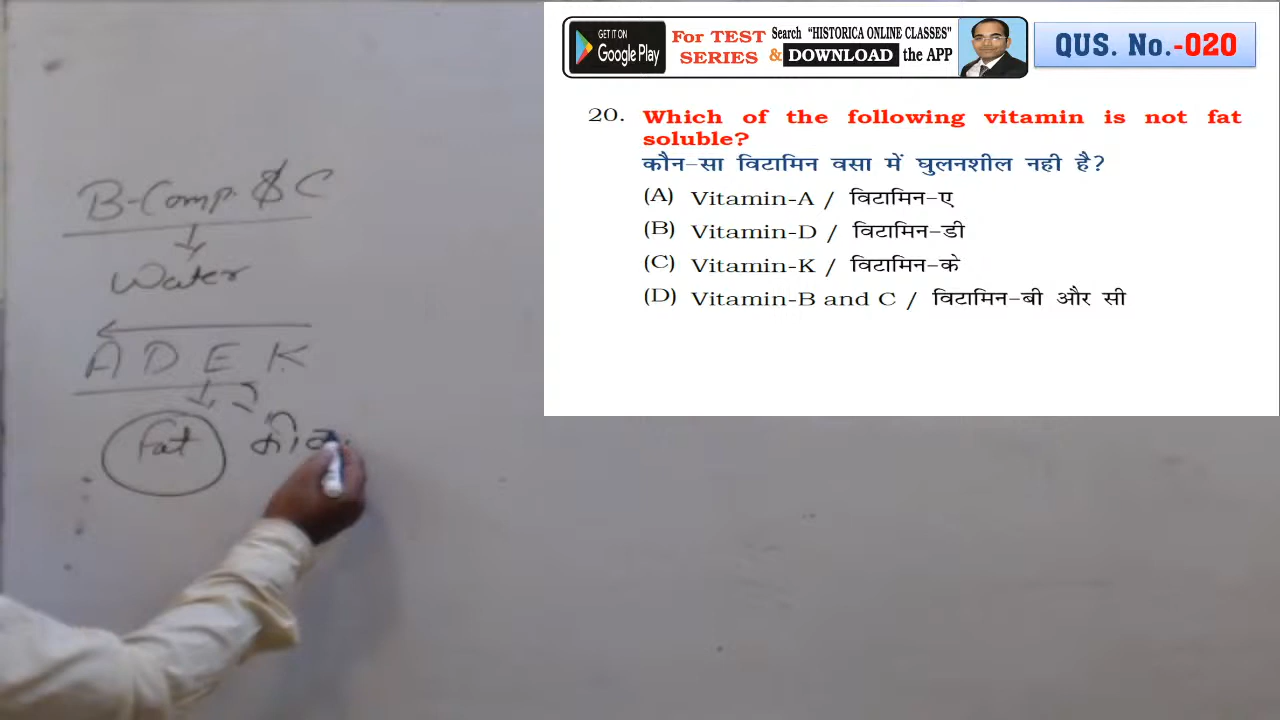 GET IT ON
Google Play
For TEST
SERIES
Search "HISTORICA ONLINE CLASSES"
& DOWNLOAD the APP
QUS. No.-020
20. Which of the following vitamin is not fat
soluble?
कौन-सा विटामिन वसा में घुलनशील नही है?
(A) Vitamin-A / विटामिन-ए
(B) Vitamin-D / विटामिन-डी
(C) Vitamin-K / विटामिन-के
(D) Vitamin-B and C / विटामिन-बी और सी
B-Comp. & C
Water
A D E K
Fat